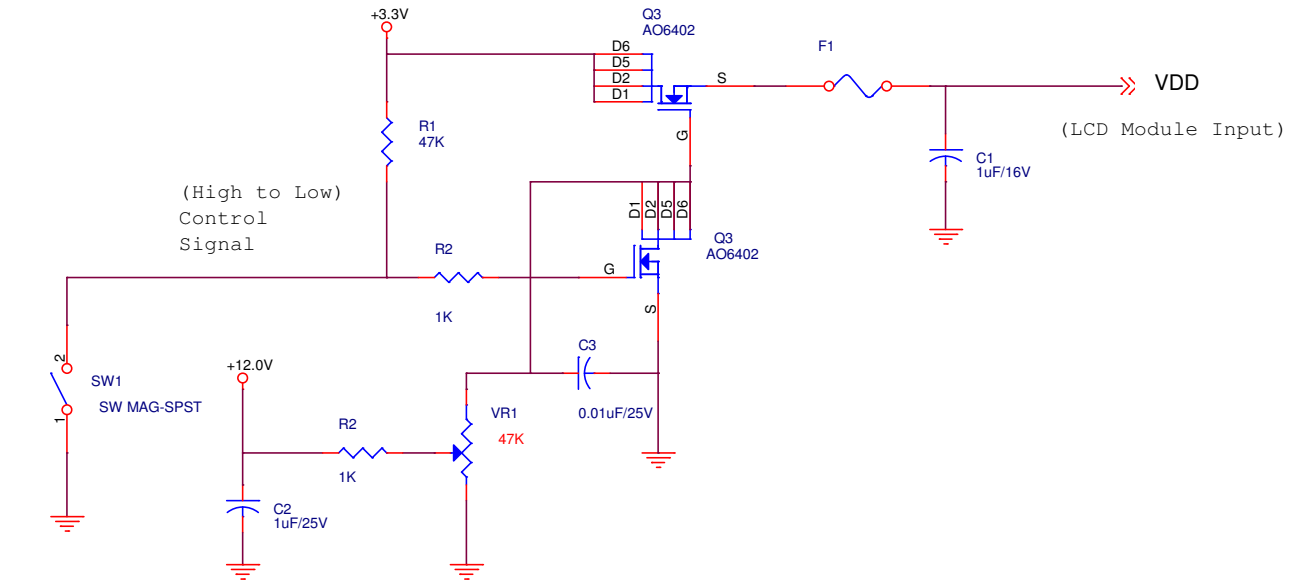 +3.3V
Q3
AO6402
D6
D5
D2
D1
S
G
F1
VDD
(LCD Module Input)
R1
47K
C1
1uF/16V
(High to Low)
Control
Signal
D1
D2
D5
D6
Q3
AO6402
R2
1K
G
S
2
1
SW1
SW MAG-SPST
+12.0V
R2
1K
VR1
47K
C3
0.01uF/25V
C2
1uF/25V